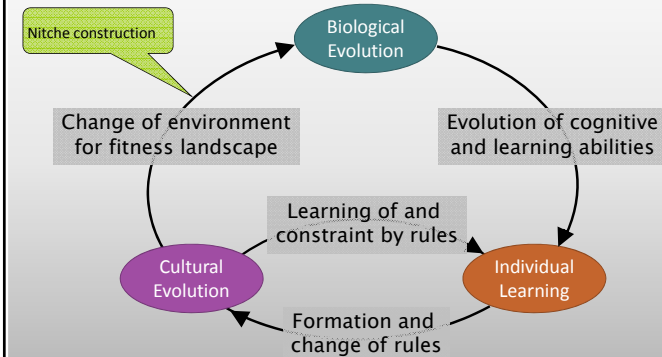 Nitche construction
Biological
Evolution
Change of environment
for fitness landscape
Evolution of cognitive
and learning abilities
Learning of and
constraint by rules
Cultural
Evolution
Individual
Learning
Formation and
change of rules